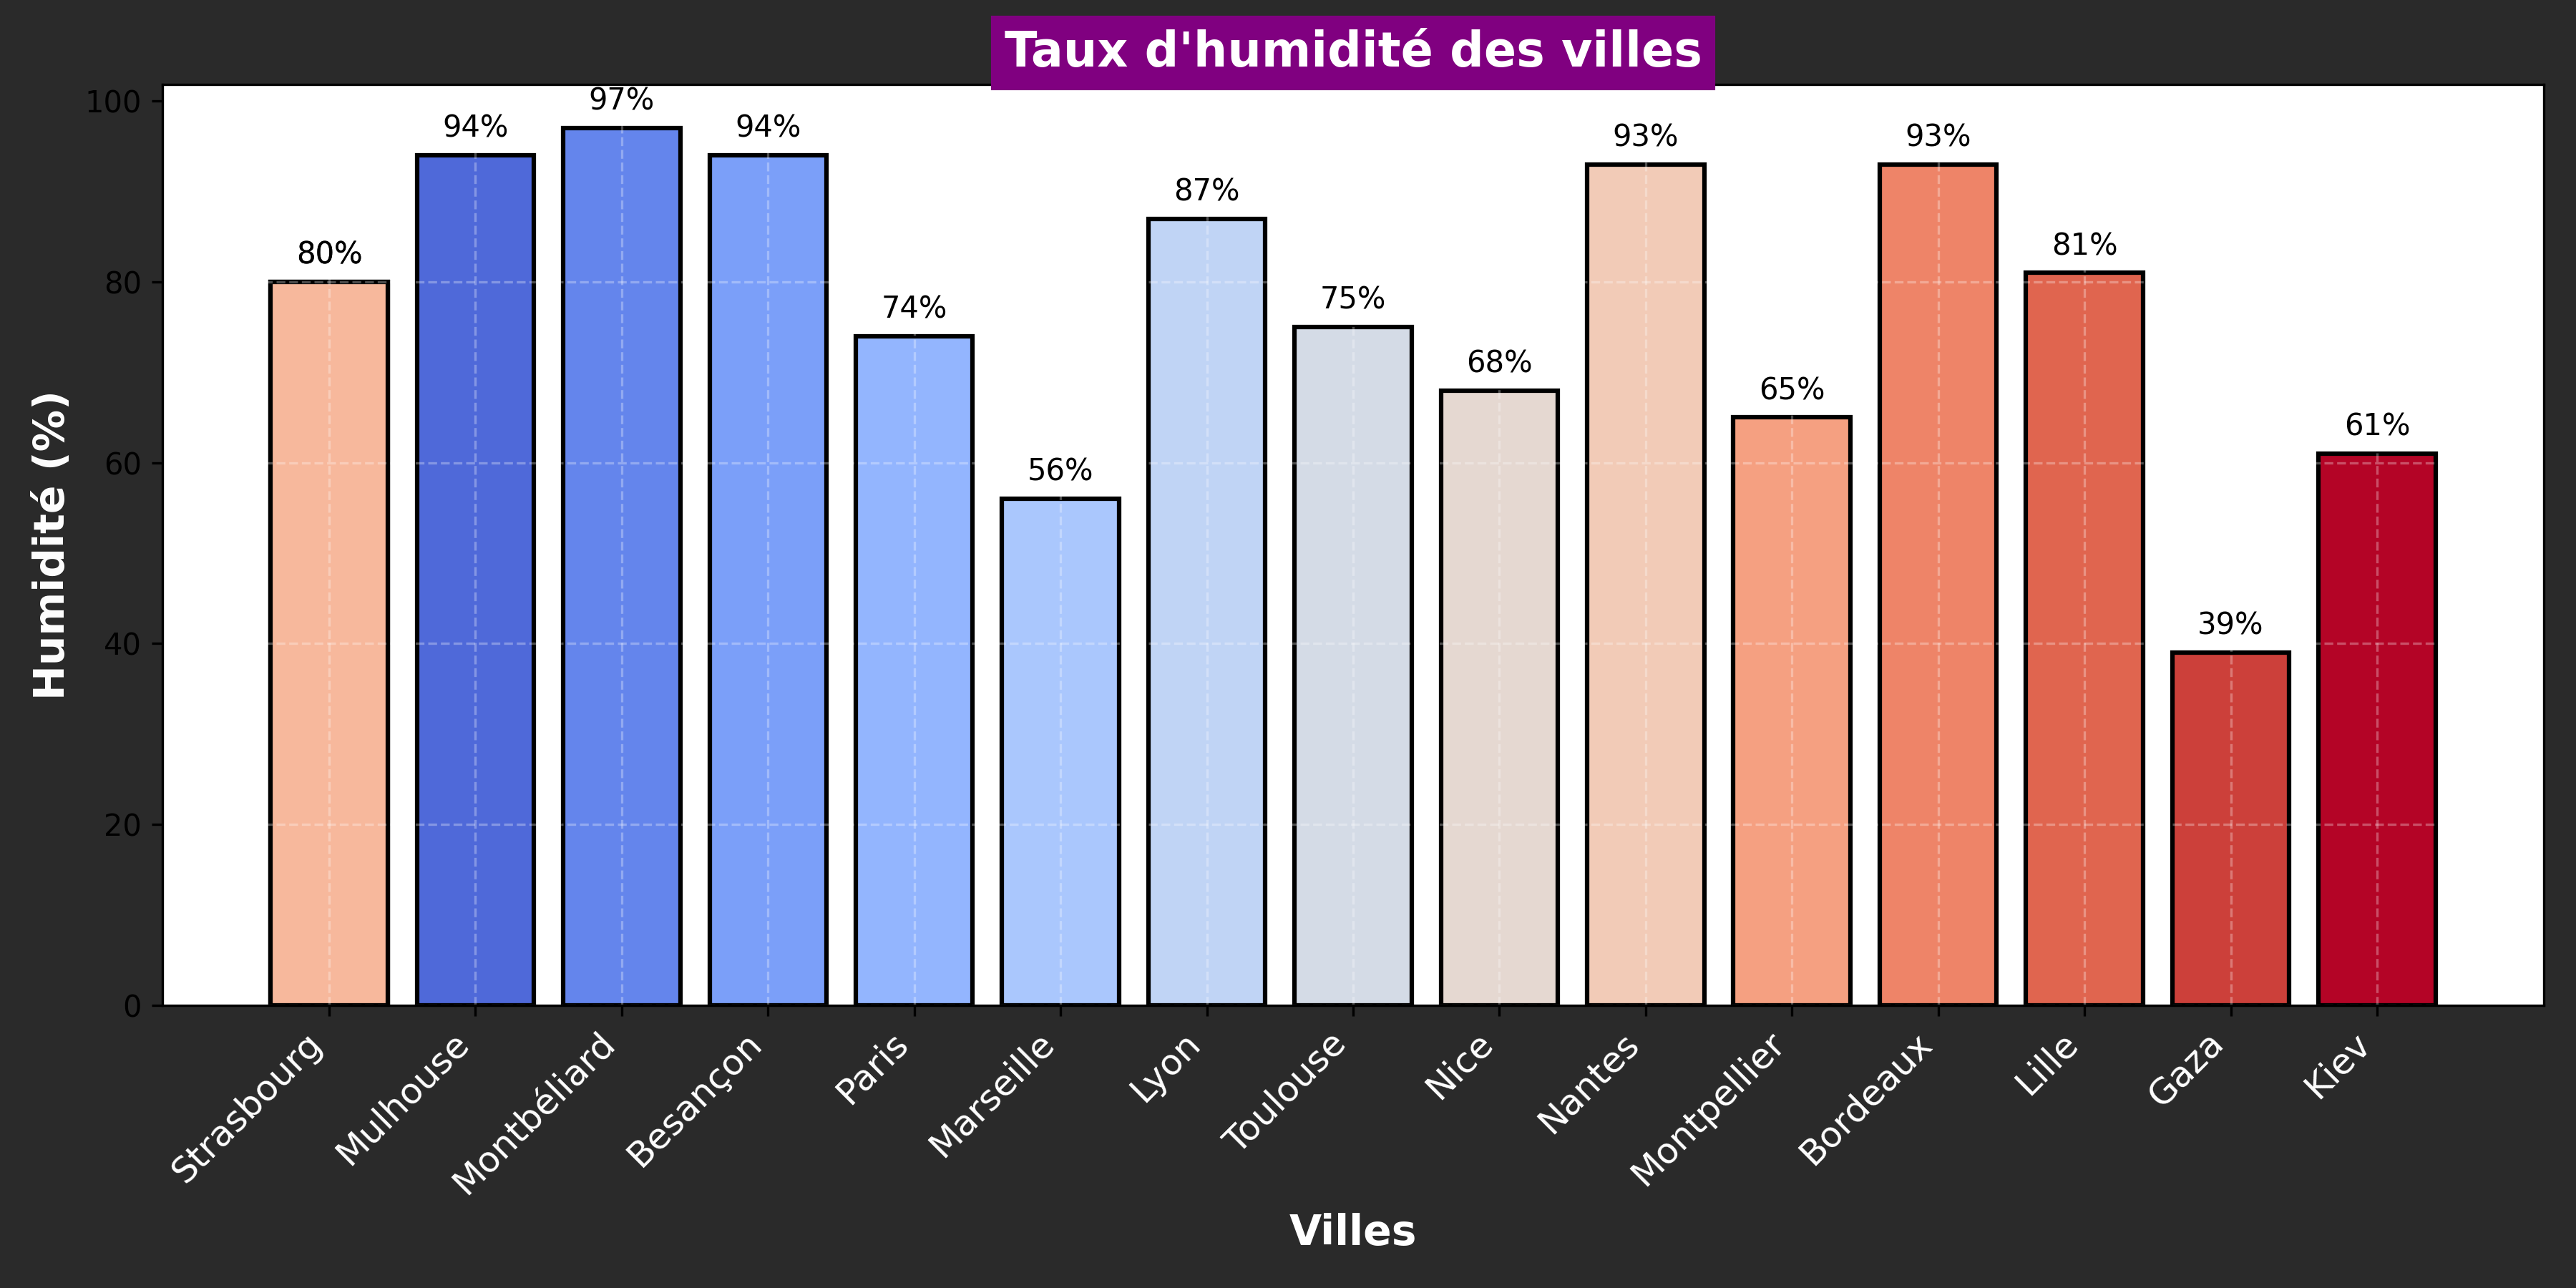 Taux d'humidité des villes
Humidité (%)
100
80
60
40
20
0
80%
94%
97%
94%
74%
56%
87%
75%
68%
93%
65%
93%
81%
39%
61%
Strasbourg
Mulhouse
Montbéliard
Besançon
Paris
Marseille
Lyon
Toulouse
Nice
Nantes
Montpellier
Bordeaux
Lille
Gaza
Kiev
Villes